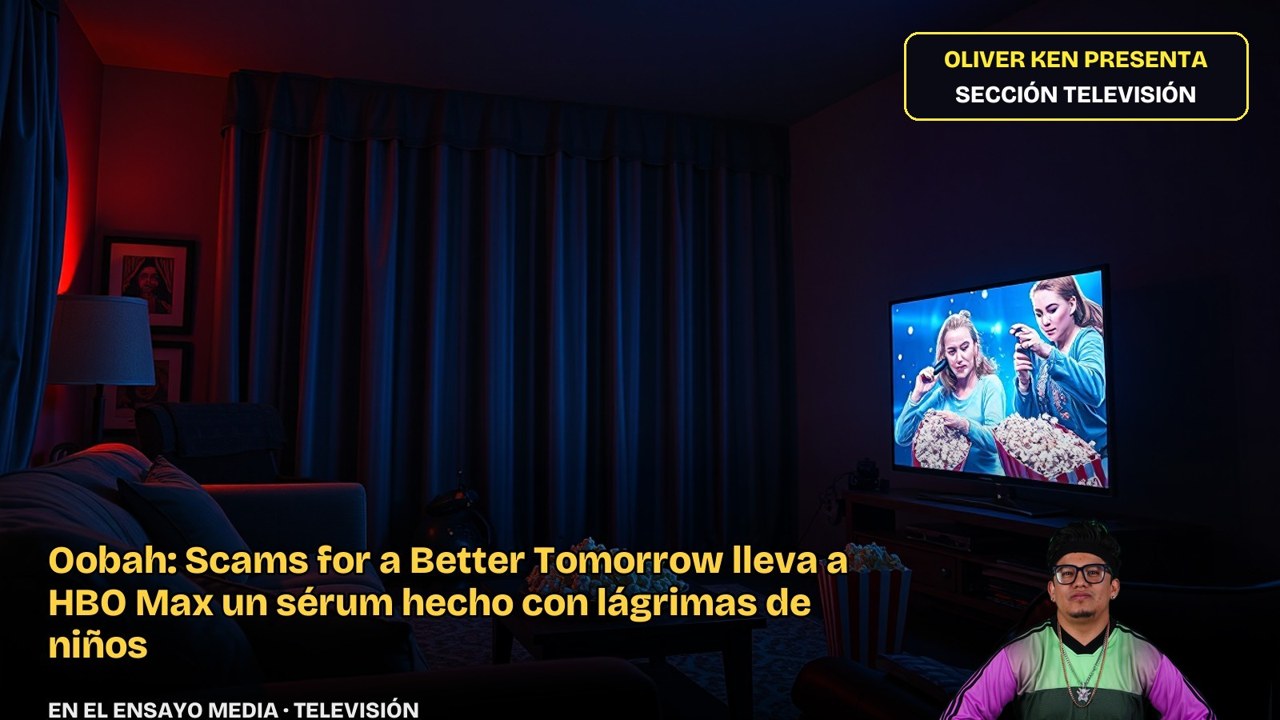 OLIVER KEN PRESENTA
SECCIÓN TELEVISIÓN
Oobah: Scams for a Better Tomorrow lleva a
HBO Max un sérum hecho con lágrimas de
niños
EN EL ENSAYO MEDIA · TELEVISIÓN